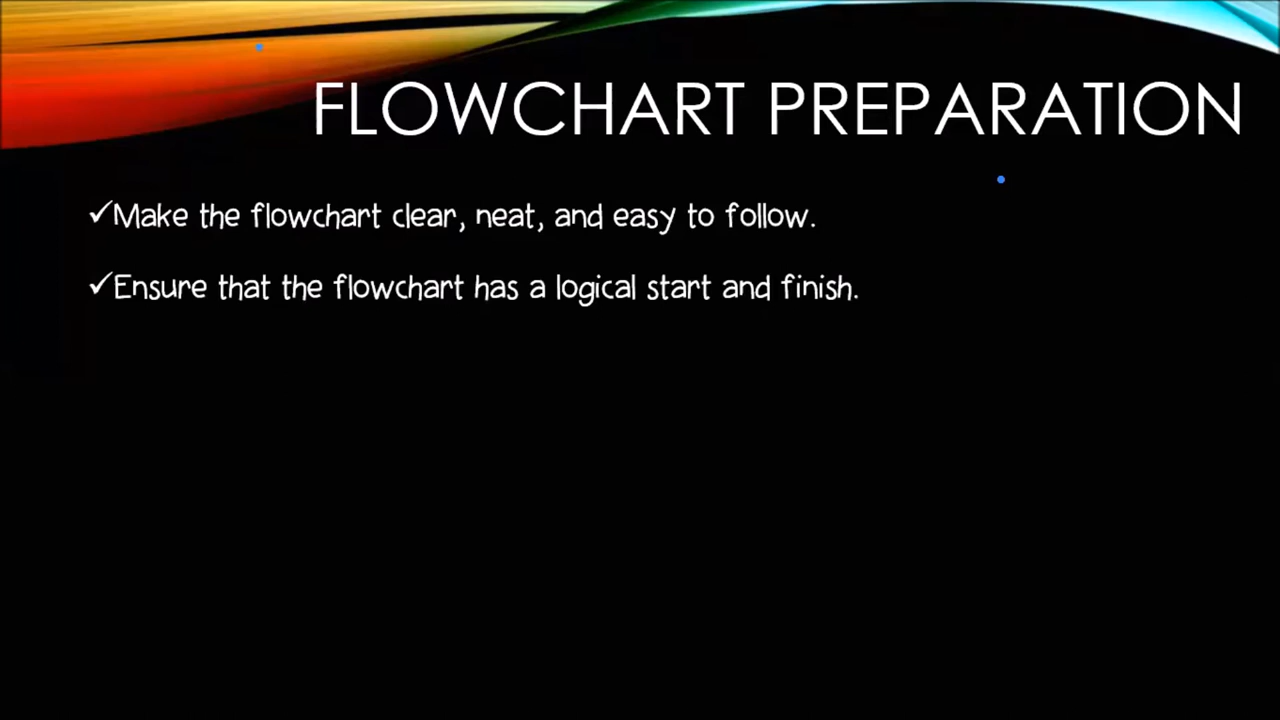 FLOWCHART PREPARATION
✓Make the flowchart clear, neat, and easy to follow.
✓Ensure that the flowchart has a logical start and finish.